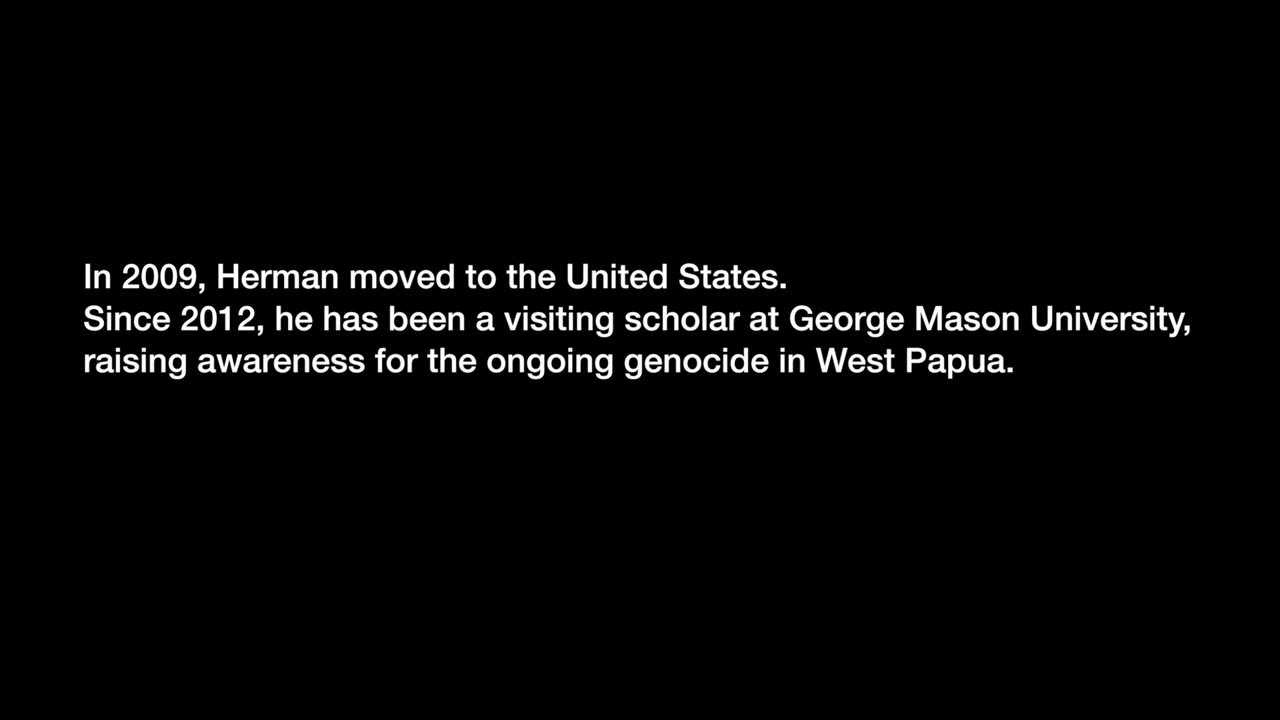 In 2009, Herman moved to the United States.
Since 2012, he has been a visiting scholar at George Mason University,
raising awareness for the ongoing genocide in West Papua.